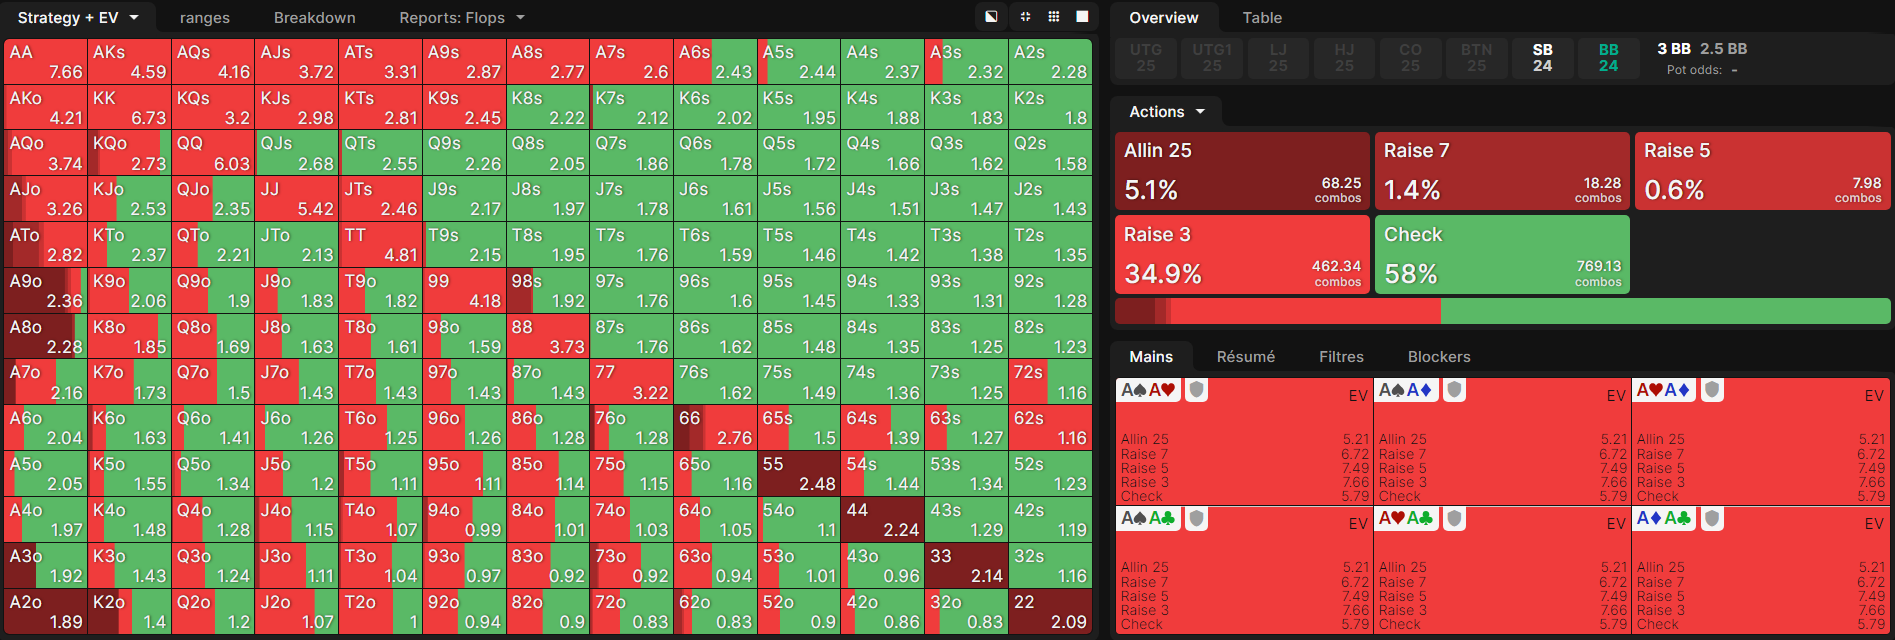 Strategy + EV ranges Breakdown Reports: Flops
AA AKs AQs AJs ATs A9s A8s A7s A6s A5s A4s A3s A2s
7.66 4.59 4.16 3.72 3.31 2.87 2.77 2.6 2.43 2.44 2.37 2.32 2.28
AKo KK KQs KJs KTs K9s K8s K7s K6s K5s K4s K3s K2s
4.21 6.73 3.2 2.98 2.81 2.45 2.22 2.12 2.02 1.95 1.88 1.83 1.8
AQo KQo QQ QJs QTs Q9s Q8s Q7s Q6s Q5s Q4s Q3s Q2s
3.74 2.73 6.03 2.68 2.55 2.26 2.05 1.86 1.78 1.72 1.66 1.62 1.58
AJo KJo QJo JJ JTs J9s J8s J7s J6s J5s J4s J3s J2s
3.26 2.53 2.35 5.42 2.46 2.17 1.97 1.78 1.61 1.56 1.51 1.47 1.43
ATo KTo QTo JTo TT T9s T8s T7s T6s T5s T4s T3s T2s
2.82 2.37 2.21 2.13 4.81 2.15 1.95 1.76 1.59 1.46 1.42 1.38 1.35
A9o K9o Q9o J9o T9o 99 98s 97s 96s 95s 94s 93s 92s
2.36 2.06 1.9 1.83 1.82 4.18 1.92 1.76 1.6 1.45 1.33 1.31 1.28
A8o K8o Q8o J8o T8o 98o 88 87s 86s 85s 84s 83s 82s
2.28 1.85 1.69 1.63 1.61 1.59 3.73 1.76 1.62 1.48 1.35 1.25 1.23
A7o K7o Q7o J7o T7o 97o 87o 77 76s 75s 74s 73s 72s
2.16 1.73 1.5 1.43 1.43 1.43 1.43 3.22 1.62 1.49 1.36 1.25 1.16
A6o K6o Q6o J6o T6o 96o 86o 76o 66 65s 64s 63s 62s
2.04 1.63 1.41 1.26 1.25 1.26 1.28 1.28 2.76 1.5 1.39 1.27 1.16
A5o K5o Q5o J5o T5o 95o 85o 75o 65o 55 54s 53s 52s
2.05 1.55 1.34 1.2 1.11 1.11 1.14 1.15 1.16 2.48 1.44 1.34 1.23
A4o K4o Q4o J4o T4o 94o 84o 74o 64o 54o 44 43s 42s
1.97 1.48 1.28 1.15 1.07 0.99 1.01 1.03 1.05 1.1 2.24 1.29 1.19
A3o K3o Q3o J3o T3o 93o 83o 73o 63o 53o 43o 33 32s
1.92 1.43 1.24 1.11 1.04 0.97 0.92 0.92 0.94 1.01 0.96 2.14 1.16
A2o K2o Q2o J2o T2o 92o 82o 72o 62o 52o 42o 32o 22
1.89 1.4 1.2 1.07 1 0.94 0.9 0.83 0.83 0.9 0.86 0.83 2.09
Overview Table
UTG UTG1 LJ HJ CO BTN SB BB 3 BB 2.5 BB
25 25 25 25 25 25 24 24 Pot odds: -
Actions
Allin 25 Raise 7 Raise 5
5.1% 68.25 combos 1.4% 18.28 combos 0.6% 7.98 combos
Raise 3 Check
34.9% 462.34 combos 58% 769.13 combos
Mains Résumé Filtres Blockers
A♠A♥ EV A♠A♦ EV A♥A♦ EV
Allin 25 5.21 Allin 25 5.21 Allin 25 5.21
Raise 7 6.72 Raise 7 6.72 Raise 7 6.72
Raise 5 7.49 Raise 5 7.49 Raise 5 7.49
Raise 3 7.66 Raise 3 7.66 Raise 3 7.66
Check 5.79 Check 5.79 Check 5.79
A♠A♣ EV A♥A♣ EV A♦A♣ EV
Allin 25 5.21 Allin 25 5.21 Allin 25 5.21
Raise 7 6.72 Raise 7 6.72 Raise 7 6.72
Raise 5 7.49 Raise 5 7.49 Raise 5 7.49
Raise 3 7.66 Raise 3 7.66 Raise 3 7.66
Check 5.79 Check 5.79 Check 5.79